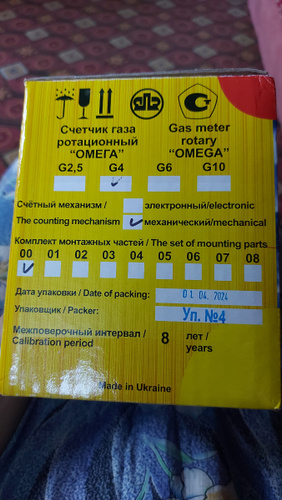 Счетчик газа
ротационный
"ОМЕГА"
Gas meter
rotary
"OMEGA"
G2,5 G4 G6 G10
Счётный механизм / электронный/electronic
The counting mechanism механический/mechanical
Комплект монтажных частей / The set of mounting parts
00 01 02 03 04 05 06 07 08
Дата упаковки / Date of packing: 01.04.2024
Упаковщик / Packer: Уп. №4
Межповерочный интервал / 8 лет /
Calibration period years
Made in Ukraine